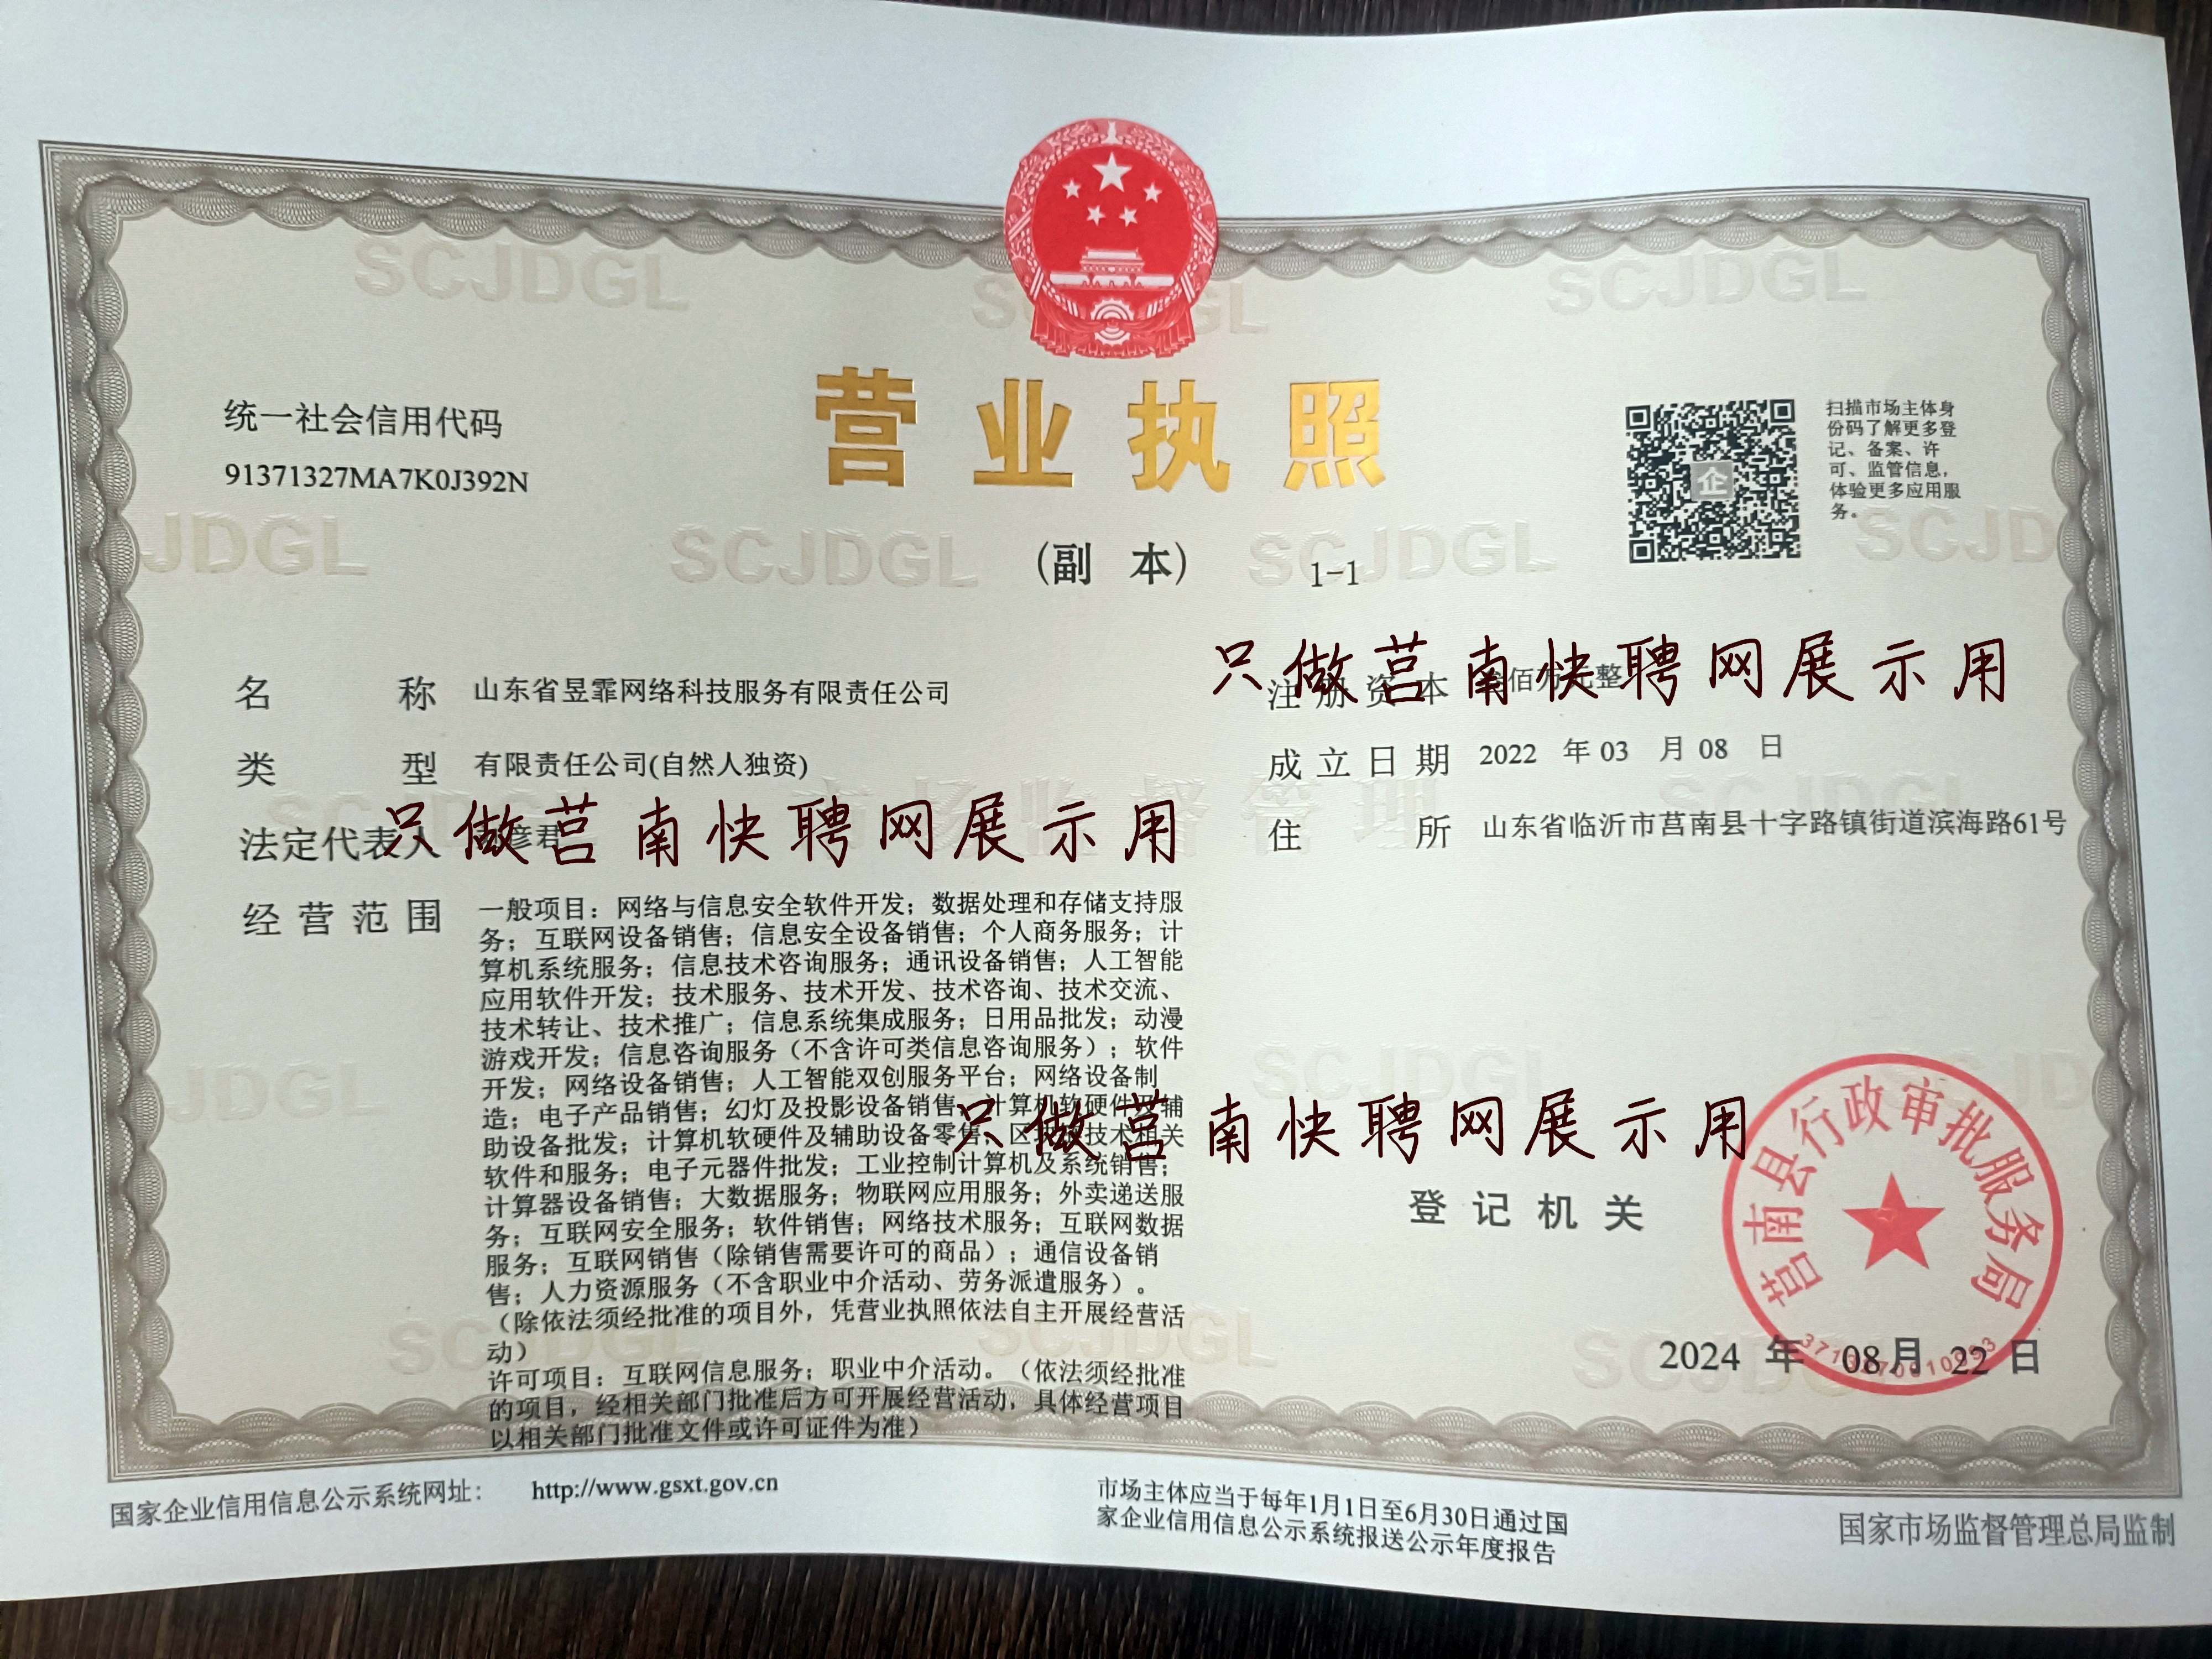 统一社会信用代码
91371327MA7K0J392N
营业执照
(副 本) 1-1
扫描市场主体身
份码了解更多登
记、备案、许
可、监管信息，
体验更多应用服
务。
企
名 称 山东省昱霏网络科技服务有限责任公司
类 型 有限责任公司(自然人独资)
法定代表人 彦君
只做莒南快聘网展示用
注册资本 佰万元整
只做莒南快聘网展示用
成立日期 2022 年 03 月 08 日
住 所 山东省临沂市莒南县十字路镇街道滨海路61号
经营范围
一般项目：网络与信息安全软件开发；数据处理和存储支持服
务；互联网设备销售；信息安全设备销售；个人商务服务；计
算机系统服务；信息技术咨询服务；通讯设备销售；人工智能
应用软件开发；技术服务、技术开发、技术咨询、技术交流、
技术转让、技术推广；信息系统集成服务；日用品批发；动漫
游戏开发；信息咨询服务（不含许可类信息咨询服务）；软件
开发；网络设备销售；人工智能双创服务平台；网络设备制
造；电子产品销售；幻灯及投影设备销售；计算机软硬件及辅
助设备批发；计算机软硬件及辅助设备零售；区块链技术相关
软件和服务；电子元器件批发；工业控制计算机及系统销售；
计算器设备销售；大数据服务；物联网应用服务；外卖递送服
务；互联网安全服务；软件销售；网络技术服务；互联网数据
服务；互联网销售（除销售需要许可的商品）；通信设备销
售；人力资源服务（不含职业中介活动、劳务派遣服务）。
（除依法须经批准的项目外，凭营业执照依法自主开展经营活
动）
许可项目：互联网信息服务；职业中介活动。（依法须经批准
的项目，经相关部门批准后方可开展经营活动，具体经营项目
以相关部门批准文件或许可证件为准）
只做莒南快聘网展示用
登记机关
莒南县行政审批服务局
2024 年 08 月 22 日
国家企业信用信息公示系统网址： http://www.gsxt.gov.cn
市场主体应当于每年1月1日至6月30日通过国
家企业信用信息公示系统报送公示年度报告
国家市场监督管理总局监制